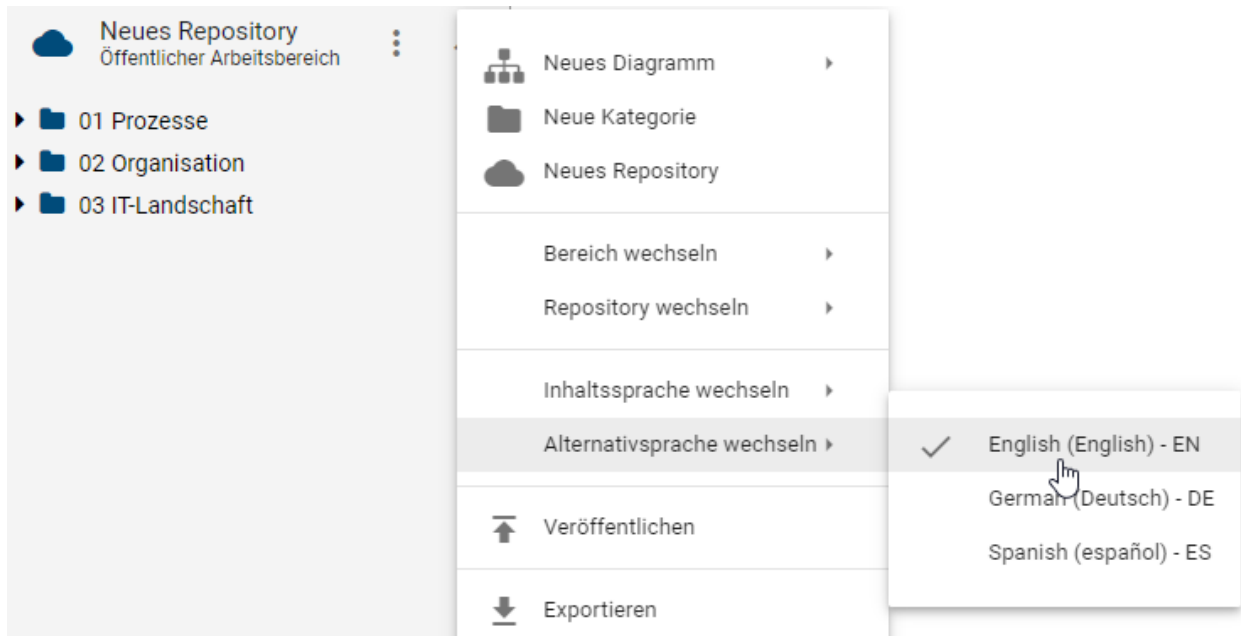 Neues Repository
Öffentlicher Arbeitsbereich
01 Prozesse
02 Organisation
03 IT-Landschaft
Neues Diagramm
Neue Kategorie
Neues Repository
Bereich wechseln
Repository wechseln
Inhaltssprache wechseln
Alternativsprache wechseln
English (English) - EN
German (Deutsch) - DE
Spanish (español) - ES
Veröffentlichen
Exportieren